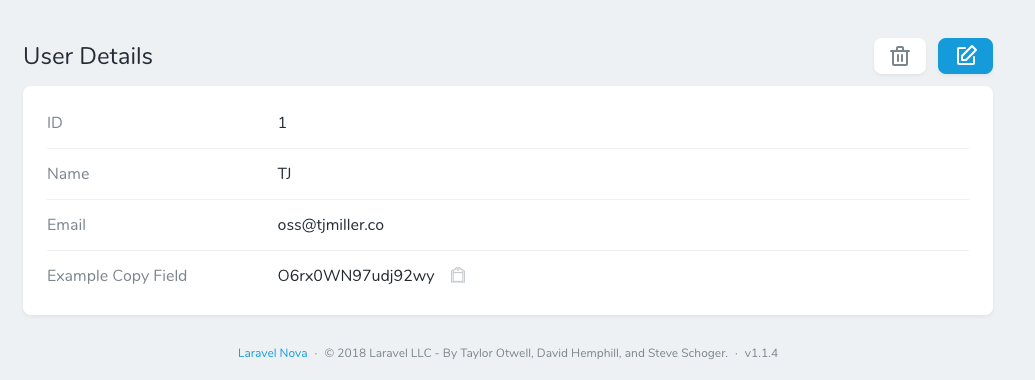 User Details
ID 1
Name TJ
Email oss@tjmiller.co
Example Copy Field O6rx0WN97udj92wy
Laravel Nova · © 2018 Laravel LLC - By Taylor Otwell, David Hemphill, and Steve Schoger. · v1.1.4